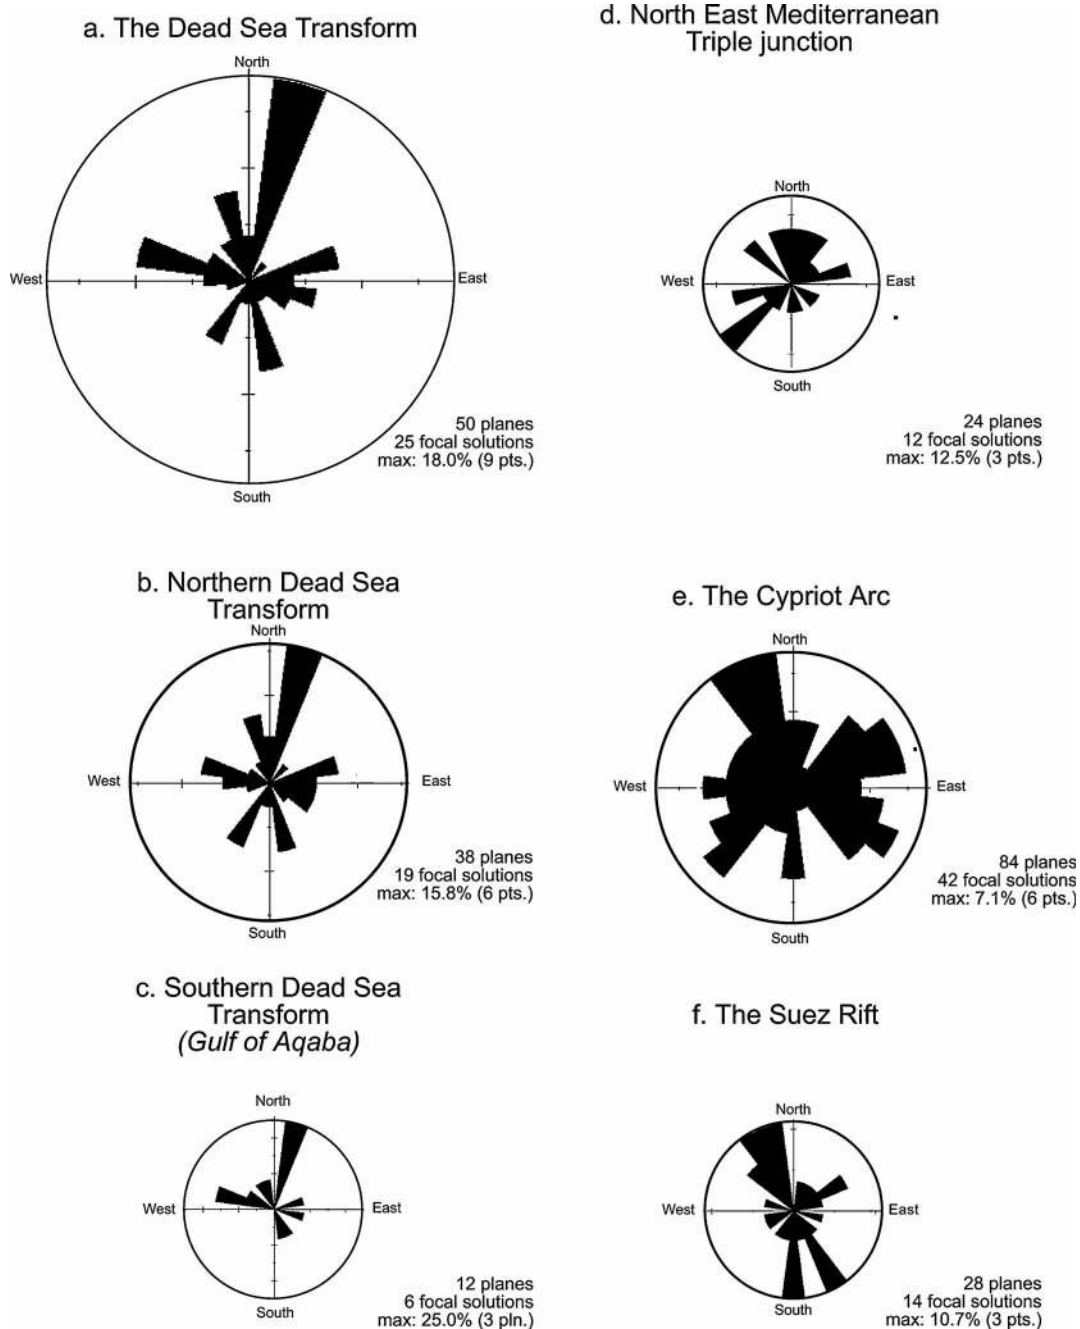 a. The Dead Sea Transform
North
West
East
50 planes
25 focal solutions
max: 18.0% (9 pts.)
South
d. North East Mediterranean
Triple junction
North
West
East
South
24 planes
12 focal solutions
max: 12.5% (3 pts.)
b. Northern Dead Sea
Transform
North
West
East
38 planes
19 focal solutions
max: 15.8% (6 pts.)
South
e. The Cypriot Arc
North
West
East
84 planes
42 focal solutions
max: 7.1% (6 pts.)
South
c. Southern Dead Sea
Transform
(Gulf of Aqaba)
North
West
East
12 planes
6 focal solutions
max: 25.0% (3 pln.)
South
f. The Suez Rift
North
West
East
28 planes
14 focal solutions
max: 10.7% (3 pts.)
South